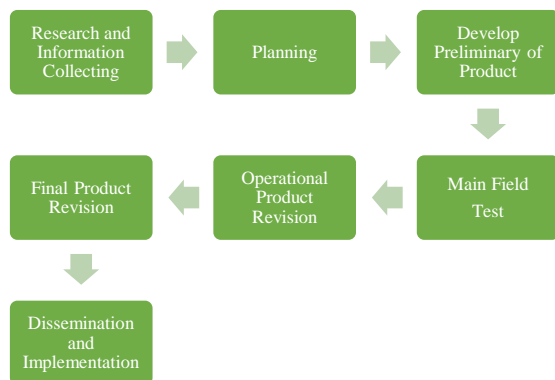 Research and
Information
Collecting
Planning
Develop
Preliminary of
Product
Main Field
Test
Operational
Product
Revision
Final Product
Revision
Dissemination
and
Implementation